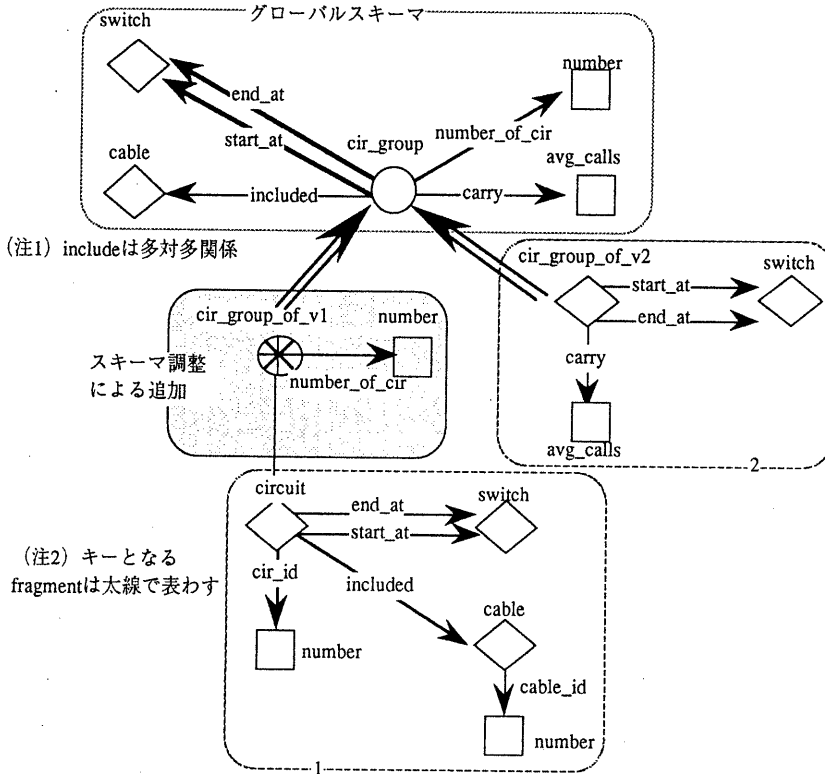 グローバルスキーマ
switch
number
end_at
number_of_cir
start_at
cir_group
avg_calls
cable
included
carry
(注1) includeは多対多関係
cir_group_of_v2
switch
start_at
end_at
carry
avg_calls
2
cir_group_of_v1
number
スキーマ調整
による追加
number_of_cir
circuit
end_at
switch
start_at
(注2) キーとなる
fragmentは太線で表わす
cir_id
included
cable
number
cable_id
number
1